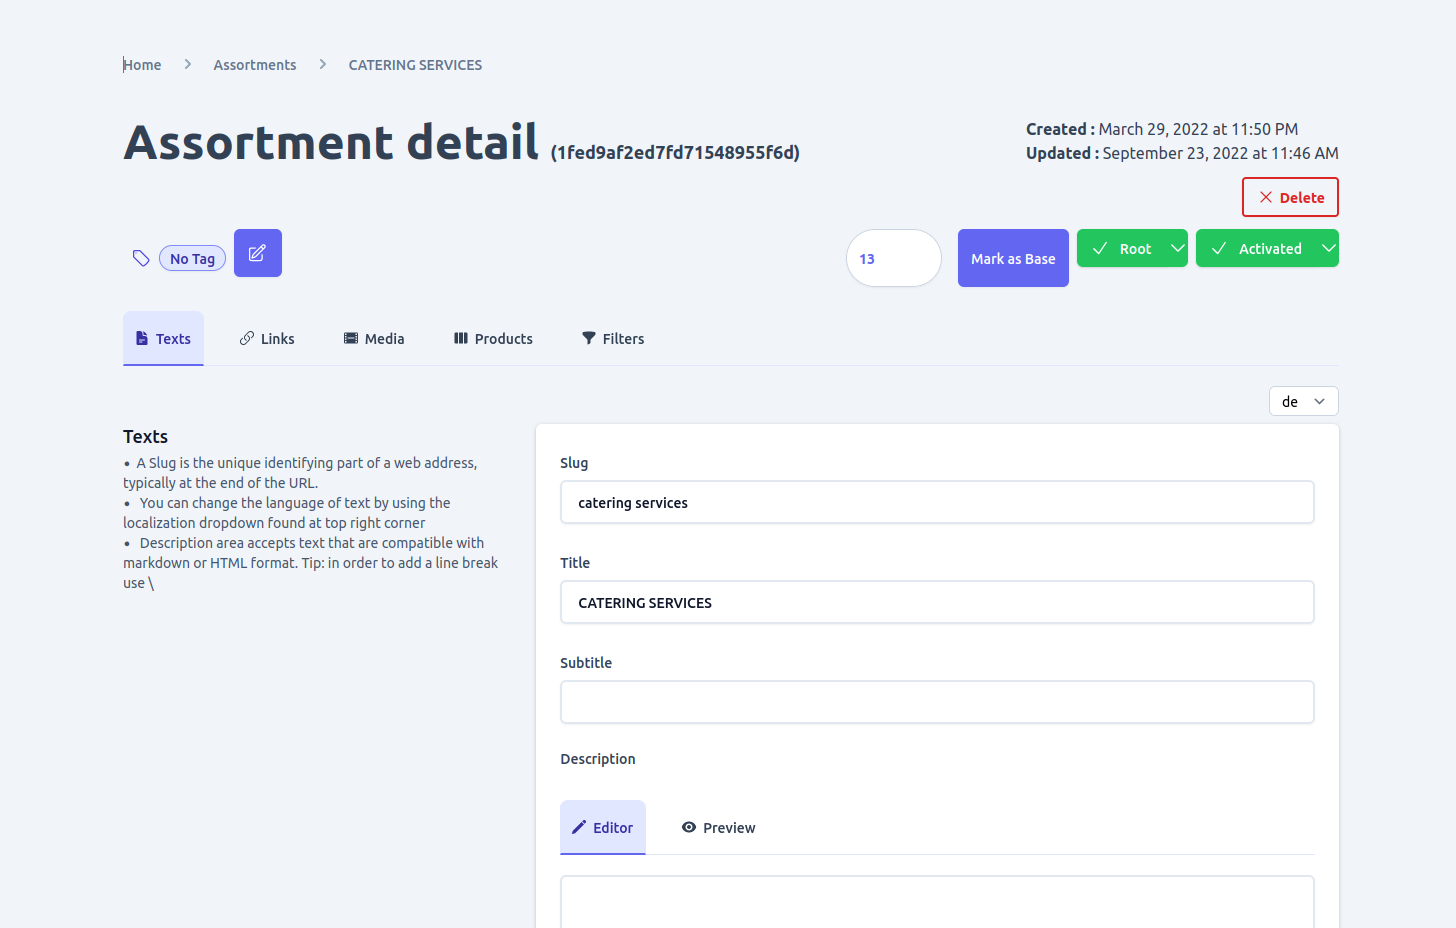 Home Assortments CATERING SERVICES
Assortment detail (1fed9af2ed7fd71548955f6d)
Created : March 29, 2022 at 11:50 PM
Updated : September 23, 2022 at 11:46 AM
Delete
No Tag
13 Mark as Base Root Activated
Texts Links Media Products Filters
de
Texts
• A Slug is the unique identifying part of a web address,
typically at the end of the URL.
• You can change the language of text by using the
localization dropdown found at top right corner
• Description area accepts text that are compatible with
markdown or HTML format. Tip: in order to add a line break
use \
Slug
catering services
Title
CATERING SERVICES
Subtitle
Description
Editor Preview